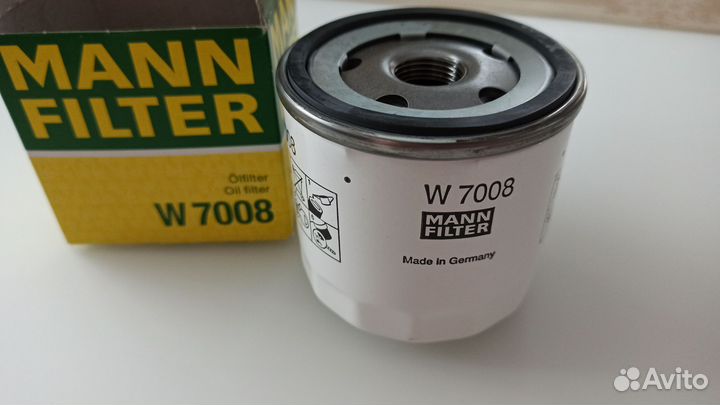 MANN
FILTER
Ölfilter
Oil filter
W 7008
W 7008
MANN
FILTER
Made in Germany
Avito